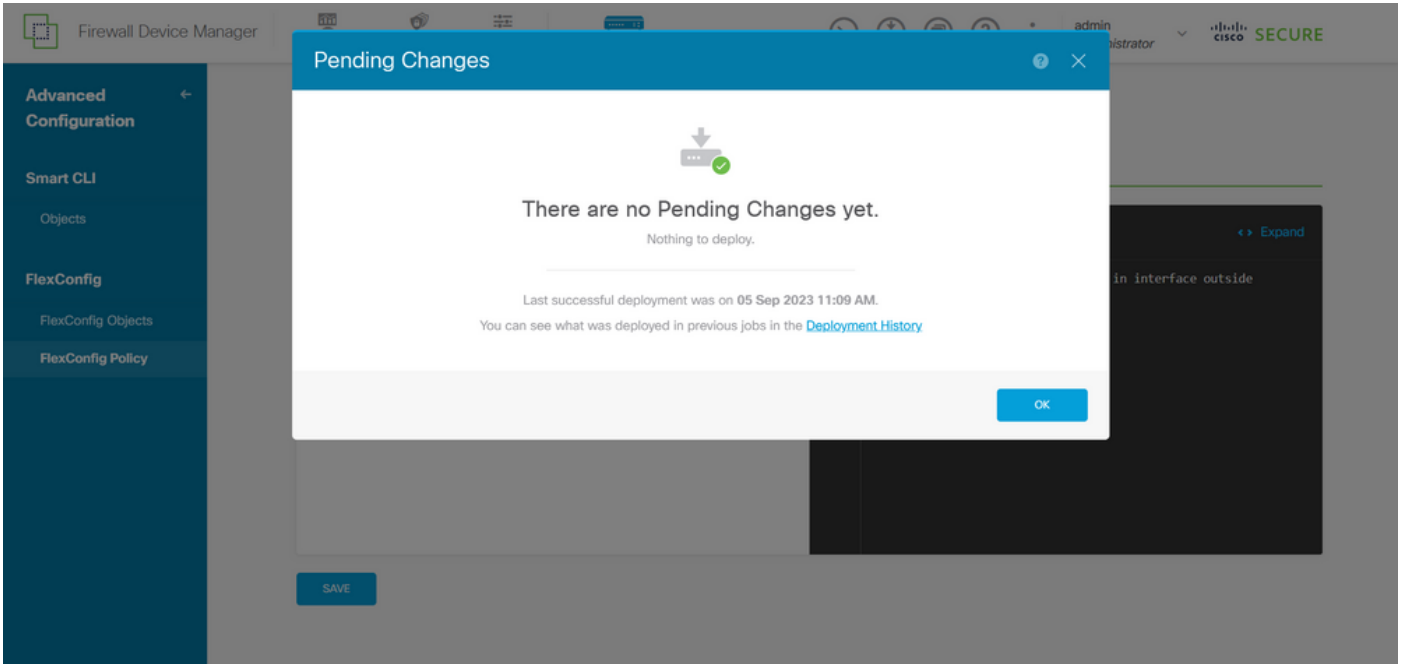 Firewall Device Manager
admin
istrator
cisco SECURE
Pending Changes
Advanced
Configuration
Smart CLI
Objects
FlexConfig
FlexConfig Objects
FlexConfig Policy
There are no Pending Changes yet.
Nothing to deploy.
Last successful deployment was on 05 Sep 2023 11:09 AM.
You can see what was deployed in previous jobs in the Deployment History
OK
Expand
in interface outside
SAVE